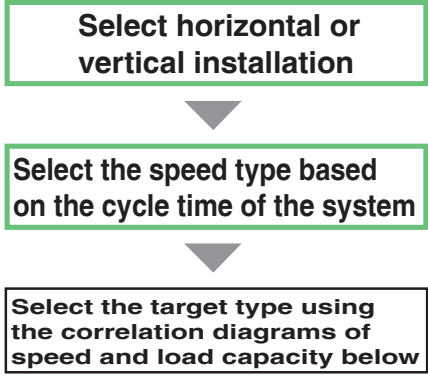 Select horizontal or
vertical installation
Select the speed type based
on the cycle time of the system
Select the target type using
the correlation diagrams of
speed and load capacity below